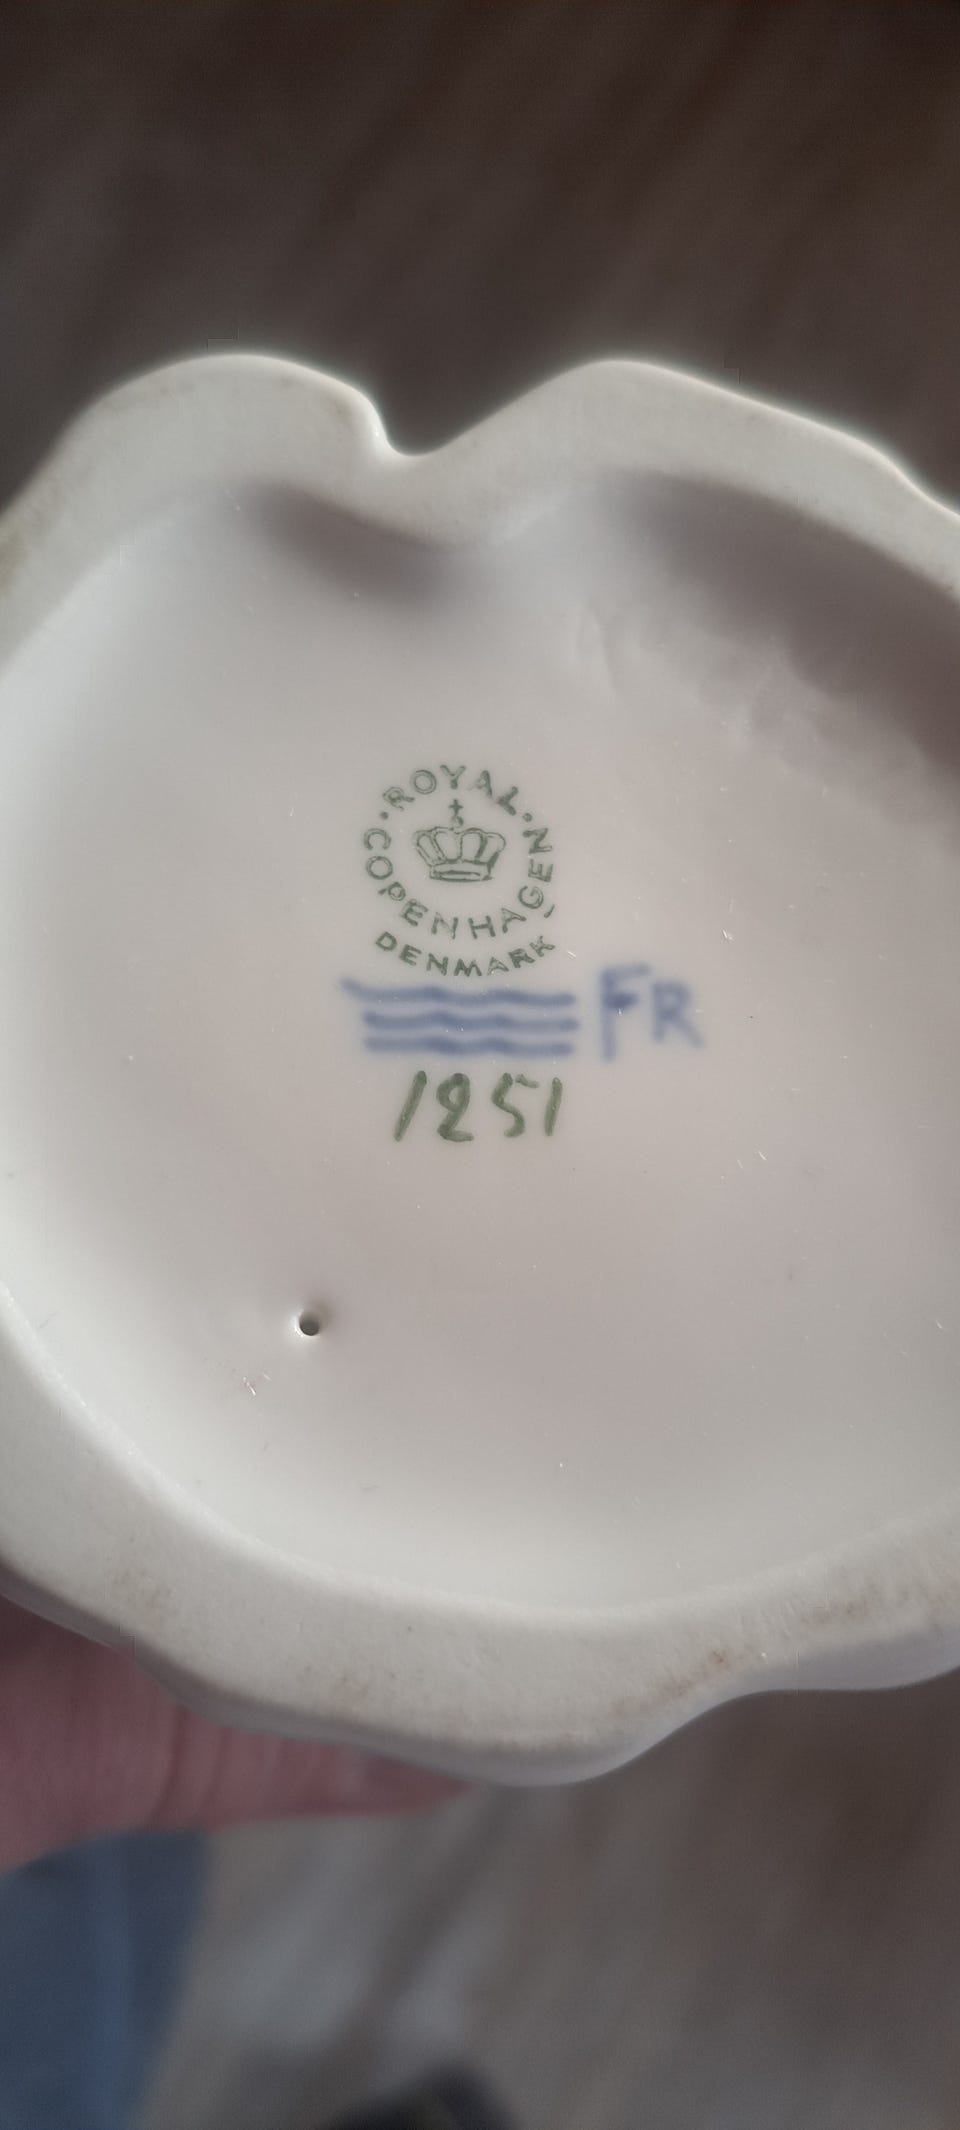 ROYAL
COPENHAGEN
DENMARK
FR
1251